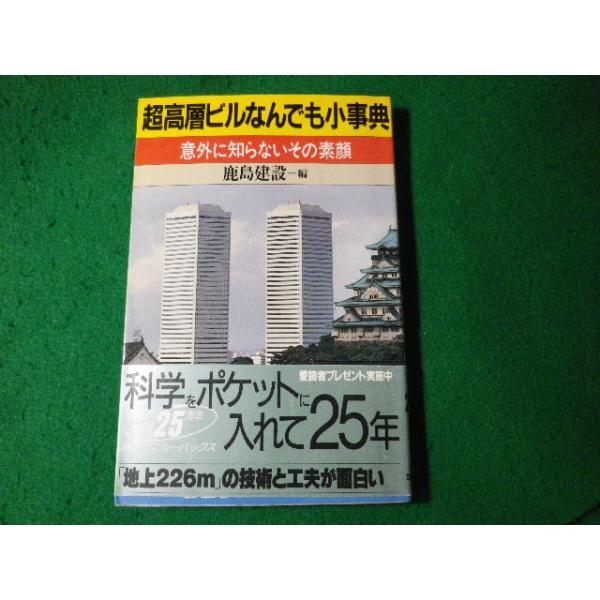 超高層ビルなんでも小事典
意外に知らないその素顔
鹿島建設=編
愛読者プレゼント実施中
科学をポケットに
入れて25年
25周年
ブルーバックス
「地上226m」の技術と工夫が面白い